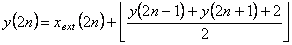 y(2n) = x_ext(2n) + ⌊(y(2n−1) + y(2n+1) + 2)/2⌋